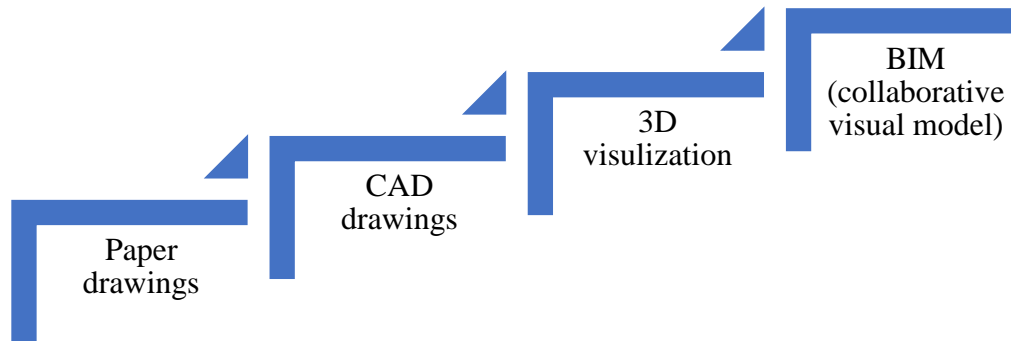 Paper
drawings
CAD
drawings
3D
visulization
BIM
(collaborative
visual model)